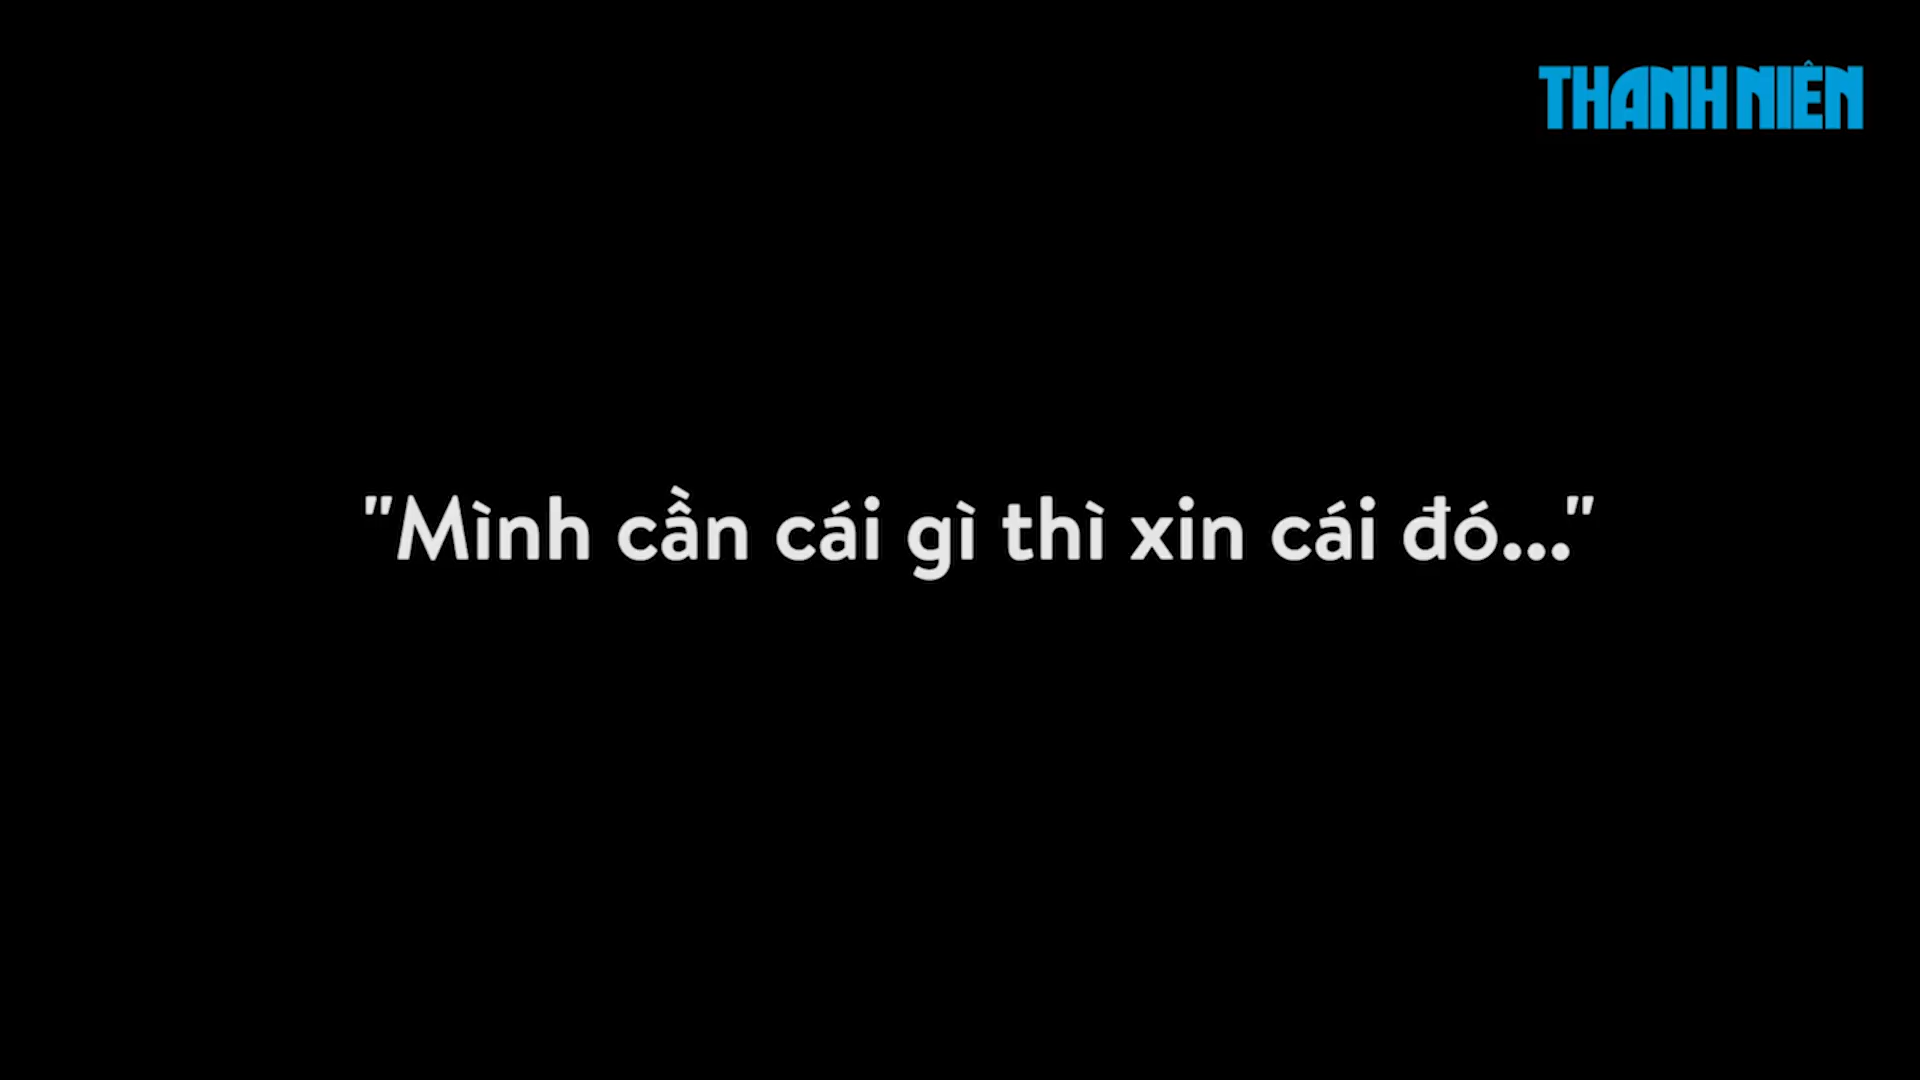 THANH NIÊN
"Mình cần cái gì thì xin cái đó..."